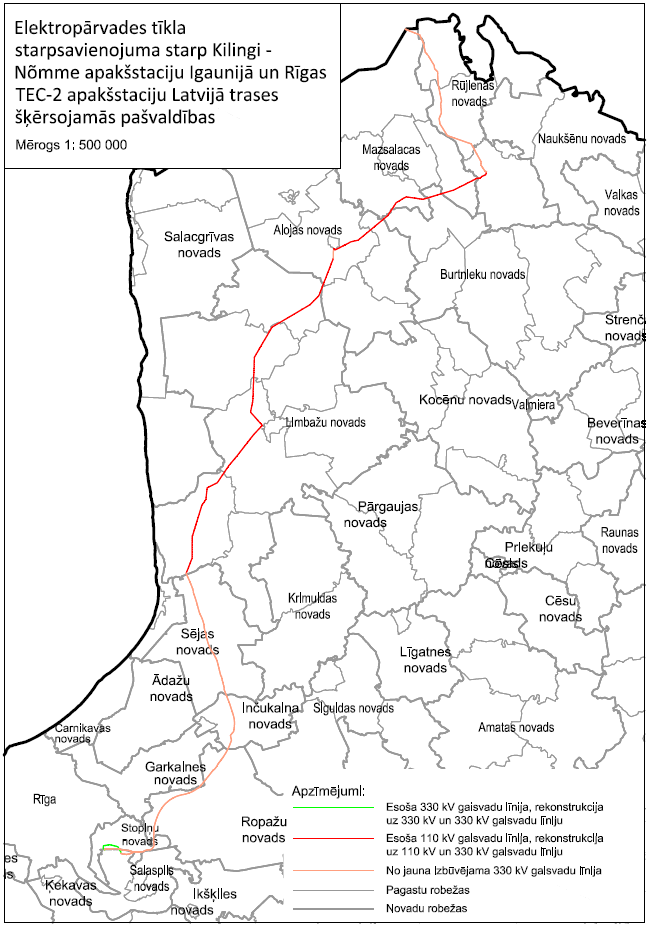 Elektropārvades tīkla
starpsavienojuma starp Kilingi -
Nõmme apakšstaciju Igaunijā un Rīgas
TEC-2 apakšstaciju Latvijā trases
šķērsojamās pašvaldības
Mērogs 1: 500 000
Rūjienas
novads
Naukšēnu novads
Mazsalacas
novads
Valkas
novads
Salacgrīvas
novads
Alojas novads
Burtnieku novads
Strenč
novads
Kocēnu novads
Valmiera
Limbažu novads
Beverīnas
novads
Pārgaujas
novads
Raunas
novads
Priekuļu
novads
Krimuldas
novads
Cēsu
novads
Sējas
novads
Līgatnes
novads
Ādažu
novads
Inčukalna
novads
Siguldas novads
Amatas novads
Carnikavas
novads
Garkalnes
novads
Rīga
Ropažu
novads
Stopiņu
novads
Salaspils
novads
Ķekavas
novads
Ikšķiles
novads
Apzīmējumi:
Esoša 330 kV gaisvadu līnija, rekonstrukcija
uz 330 kV un 330 kV gaisvadu līniju
Esoša 110 kV gaisvadu līnija, rekonstrukcija
uz 110 kV un 330 kV gaisvadu līniju
No jauna izbūvējama 330 kV gaisvadu līnija
Pagastu robežas
Novadu robežas